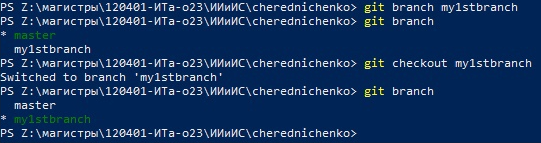 PS Z:\магистры\120401-ИТа-о23\ИИиИС\cherednichenko> git branch my1stbranch
PS Z:\магистры\120401-ИТа-о23\ИИиИС\cherednichenko> git branch
* master
  my1stbranch
PS Z:\магистры\120401-ИТа-о23\ИИиИС\cherednichenko> git checkout my1stbranch
Switched to branch 'my1stbranch'
PS Z:\магистры\120401-ИТа-о23\ИИиИС\cherednichenko> git branch
  master
* my1stbranch
PS Z:\магистры\120401-ИТа-о23\ИИиИС\cherednichenko>